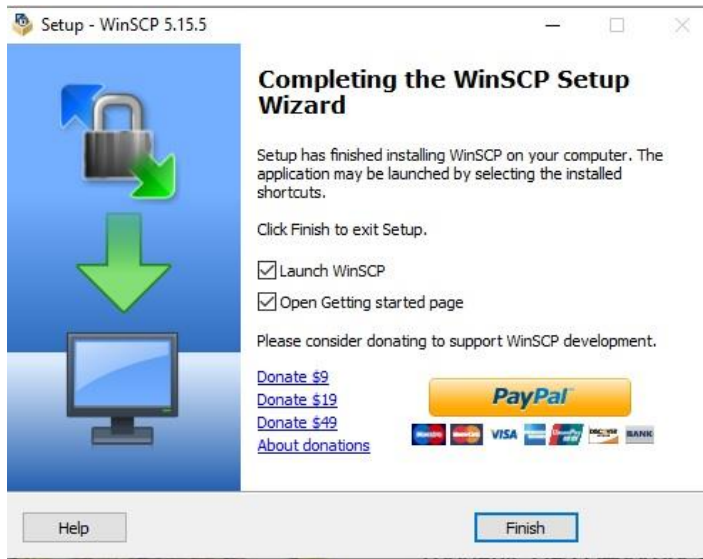 Setup - WinSCP 5.15.5
Completing the WinSCP Setup
Wizard
Setup has finished installing WinSCP on your computer. The
application may be launched by selecting the installed
shortcuts.
Click Finish to exit Setup.
Launch WinSCP
Open Getting started page
Please consider donating to support WinSCP development.
Donate $9
Donate $19
Donate $49
About donations
PayPal
VISA
DISCOVER
BANK
Help
Finish